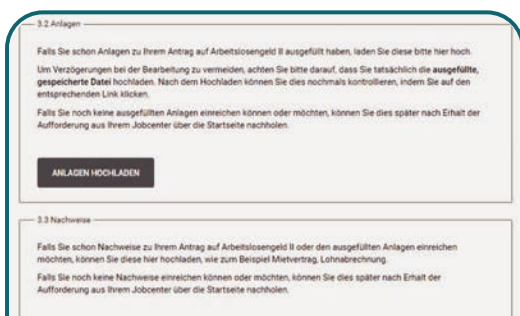 3.2 Anlagen
Falls Sie schon Anlagen zu Ihrem Antrag auf Arbeitslosengeld II ausgefüllt haben, laden Sie diese bitte hier hoch.
Um Verzögerungen bei der Bearbeitung zu vermeiden, achten Sie bitte darauf, dass Sie tatsächlich die ausgefüllte,
gespeicherte Datei hochladen. Nach dem Hochladen können Sie dies nochmals kontrollieren, indem Sie auf den
entsprechenden Link klicken.
Falls Sie noch keine ausgefüllten Anlagen einreichen können oder möchten, können Sie dies später nach Erhalt der
Aufforderung aus Ihrem Jobcenter über die Startseite nachholen.
ANLAGEN HOCHLADEN
3.3 Nachweise
Falls Sie schon Nachweise zu Ihrem Antrag auf Arbeitslosengeld II oder den ausgefüllten Anlagen einreichen
möchten, können Sie diese hier hochladen, wie zum Beispiel Mietvertrag, Lohnabrechnung.
Falls Sie noch keine Nachweise einreichen können oder möchten, können Sie dies später nach Erhalt der
Aufforderung aus Ihrem Jobcenter über die Startseite nachholen.